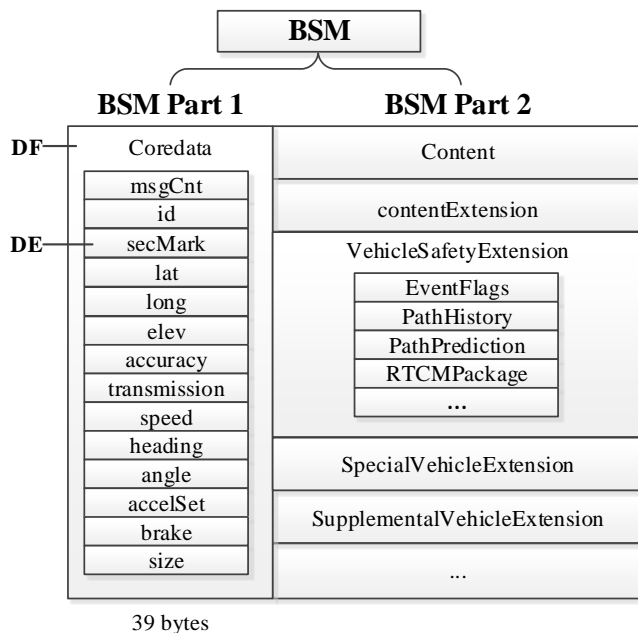 BSM
BSM Part 1
BSM Part 2
DF
Coredata
msgCnt
id
DE
secMark
lat
long
elev
accuracy
transmission
speed
heading
angle
accelSet
brake
size
39 bytes
Content
contentExtension
VehicleSafetyExtension
EventFlags
PathHistory
PathPrediction
RTCMPackage
...
SpecialVehicleExtension
SupplementalVehicleExtension
...